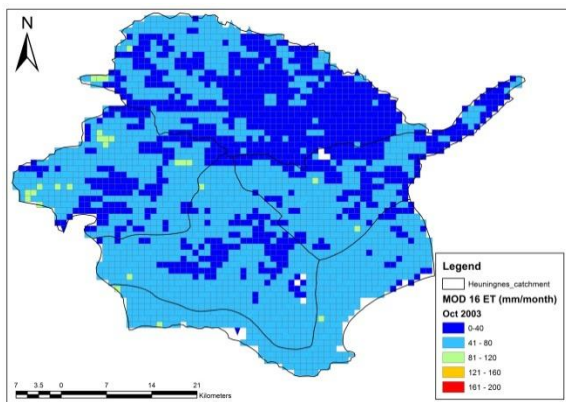 N
Legend
Heuningnes_catchment
MOD 16 ET (mm/month)
Oct 2003
0-40
41 - 80
81 - 120
121 - 160
161 - 200
7 3.5 0 7 14 21
Kilometers